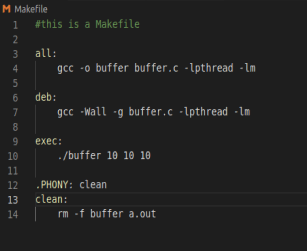 Makefile
1 #this is a Makefile
2
3 all:
4 gcc -o buffer buffer.c -lpthread -lm
5
6 deb:
7 gcc -Wall -g buffer.c -lpthread -lm
8
9 exec:
10 ./buffer 10 10 10
11
12 .PHONY: clean
13 clean:
14 rm -f buffer a.out